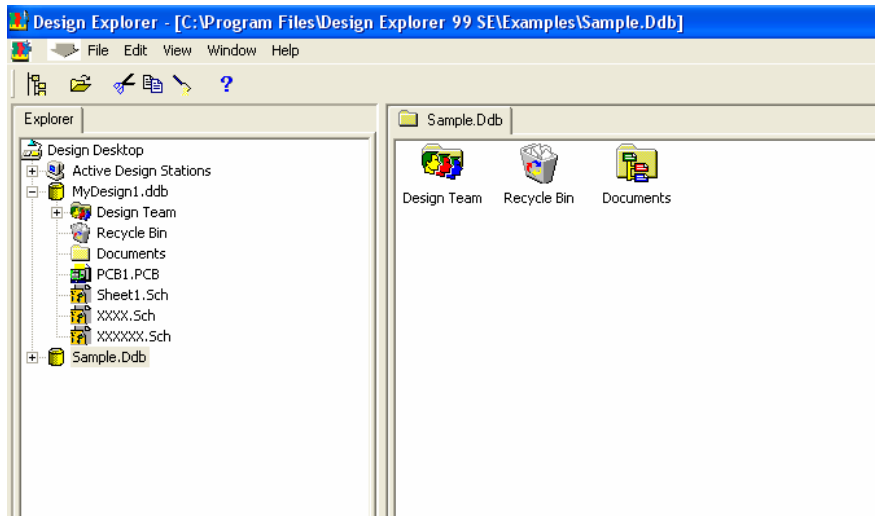 Design Explorer - [C:\Program Files\Design Explorer 99 SE\Examples\Sample.Ddb]
File Edit View Window Help
?
Explorer
Sample.Ddb
Design Desktop
Active Design Stations
MyDesign1.ddb
Design Team
Recycle Bin
Documents
PCB1.PCB
Sheet1.Sch
XXXX.Sch
XXXXXX.Sch
Sample.Ddb
Design Team Recycle Bin Documents